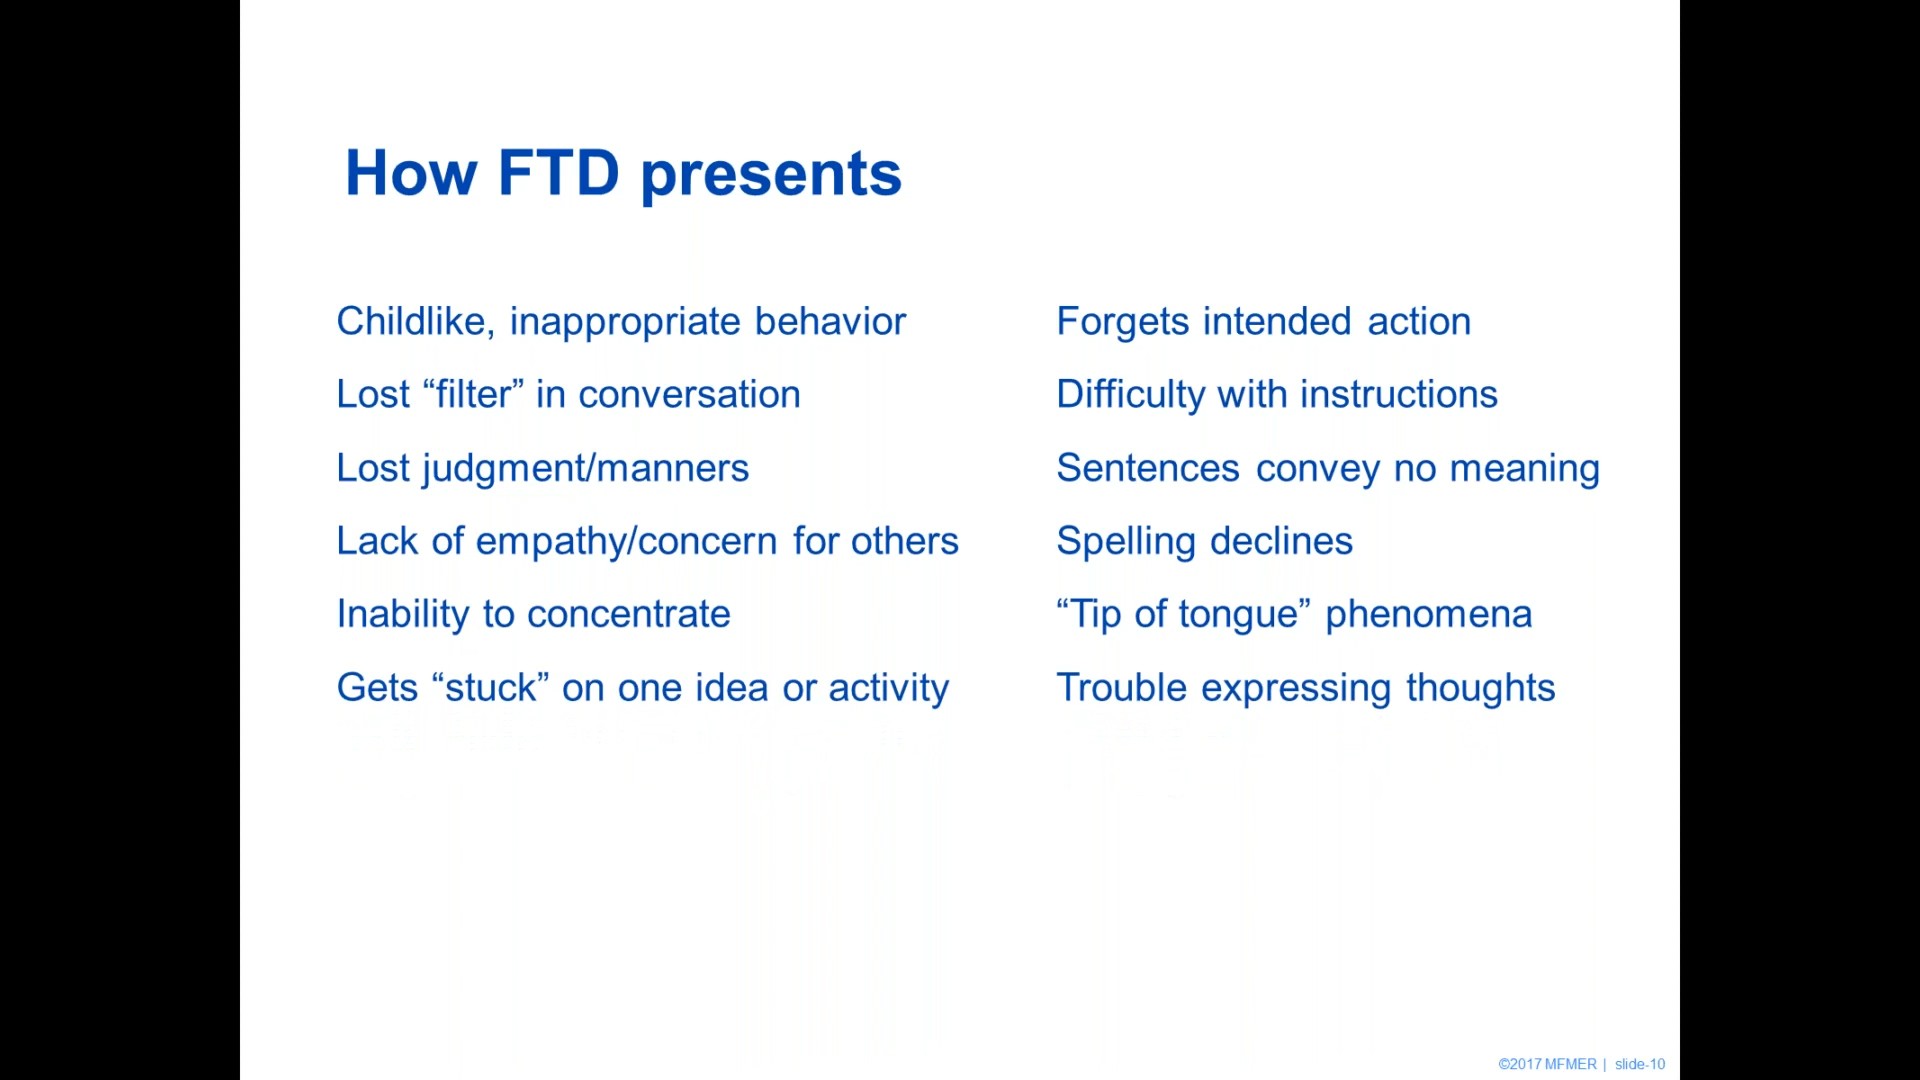 How FTD presents
Childlike, inappropriate behavior
Lost “filter” in conversation
Lost judgment/manners
Lack of empathy/concern for others
Inability to concentrate
Gets “stuck” on one idea or activity
Forgets intended action
Difficulty with instructions
Sentences convey no meaning
Spelling declines
“Tip of tongue” phenomena
Trouble expressing thoughts
©2017 MFMER | slide-10